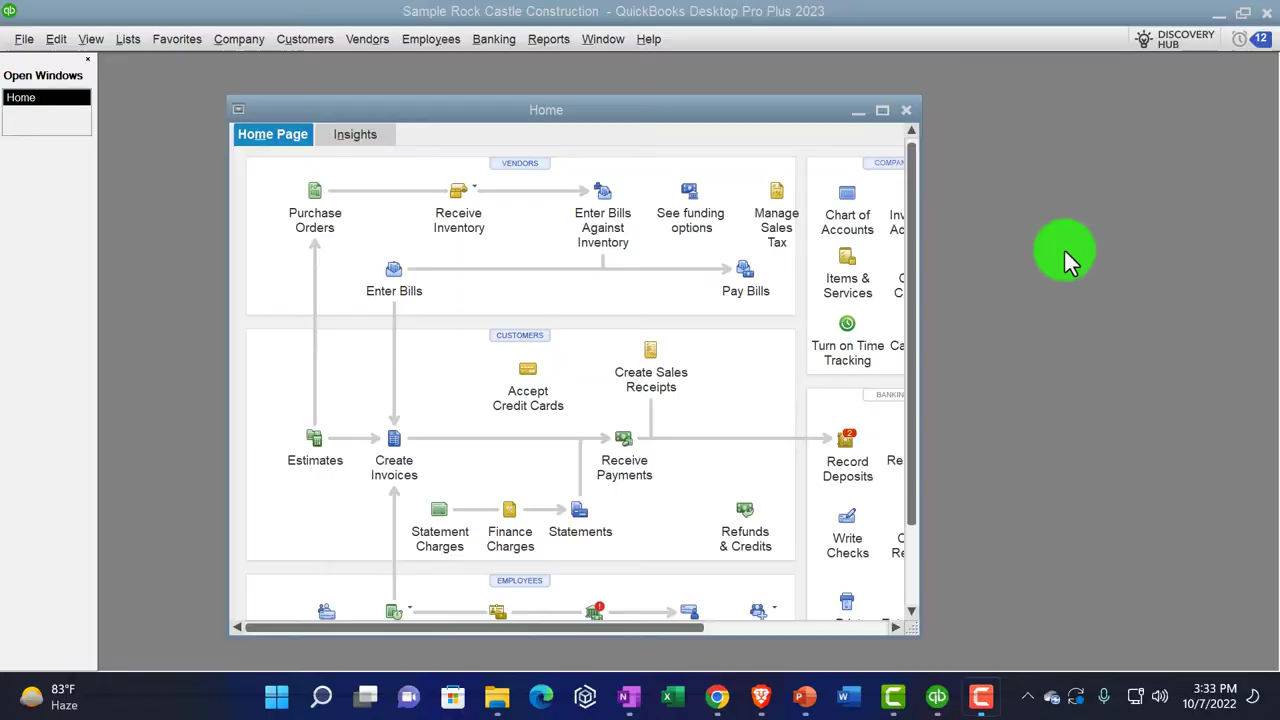 Sample Rock Castle Construction - QuickBooks Desktop Pro Plus 2023
File Edit View Lists Favorites Company Customers Vendors Employees Banking Reports Window Help
DISCOVERY
HUB
12
Open Windows
Home
Home
Home Page
Insights
VENDORS
Purchase
Orders
Receive
Inventory
Enter Bills
Against
Inventory
See funding
options
Manage
Sales
Tax
Enter Bills
Pay Bills
CUSTOMERS
Accept
Credit Cards
Create Sales
Receipts
Estimates
Create
Invoices
Receive
Payments
Statement
Charges
Finance
Charges
Statements
Refunds
& Credits
EMPLOYEES
COMPAN
Chart of
Accounts
Items &
Services
Turn on Time
Tracking
BANKIN
2
Record
Deposits
Write
Checks
83°F
Haze
3:33 PM
10/7/2022